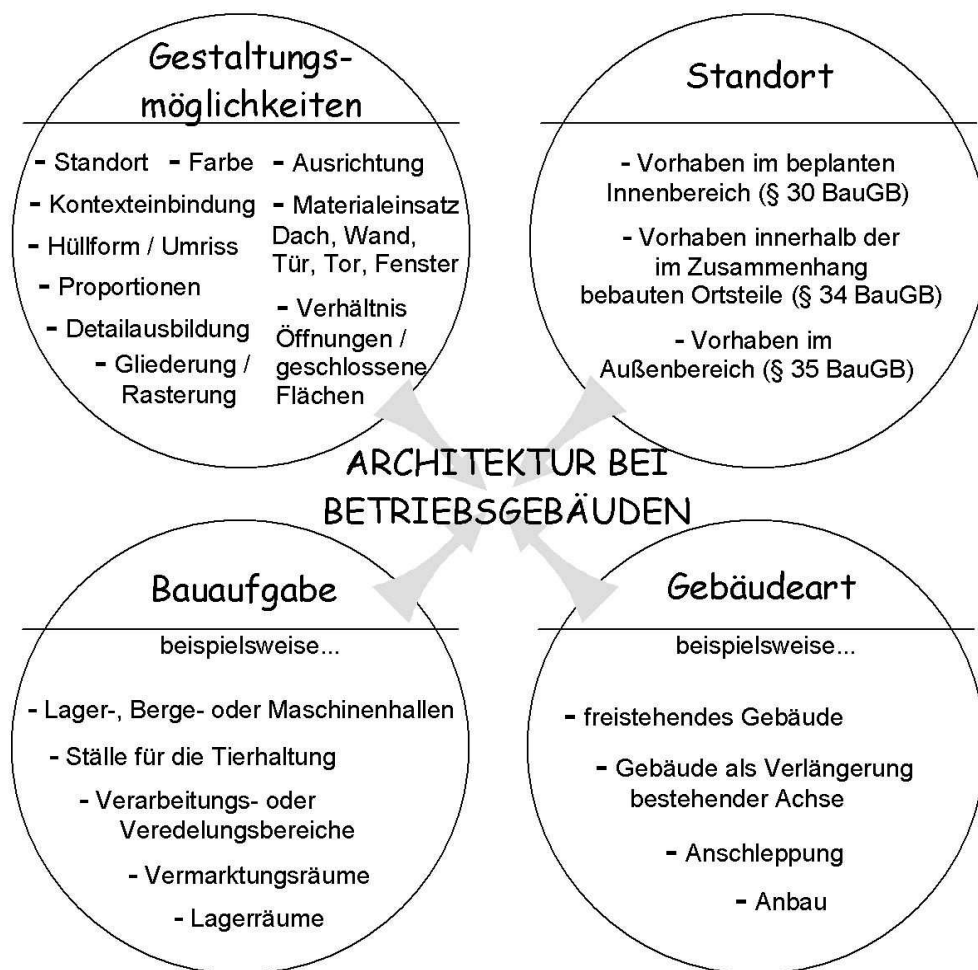 Gestaltungs-
möglichkeiten
- Standort - Farbe
- Kontexteinbindung
- Hüllform / Umriss
- Proportionen
- Detailausbildung
- Gliederung /
Rasterung
- Ausrichtung
- Materialeinsatz
Dach, Wand,
Tür, Tor, Fenster
- Verhältnis
Öffnungen /
geschlossene
Flächen
Standort
- Vorhaben im beplanten
Innenbereich (§ 30 BauGB)
- Vorhaben innerhalb der
im Zusammenhang
bebauten Ortsteile (§ 34 BauGB)
- Vorhaben im
Außenbereich (§ 35 BauGB)
ARCHITEKTUR BEI
BETRIEBSGEBÄUDEN
Bauaufgabe
beispielsweise...
- Lager-, Berge- oder Maschinenhallen
- Ställe für die Tierhaltung
- Verarbeitungs- oder
Veredelungsbereiche
- Vermarktungsräume
- Lagerräume
Gebäudeart
beispielsweise...
- freistehendes Gebäude
- Gebäude als Verlängerung
bestehender Achse
- Anschleppung
- Anbau